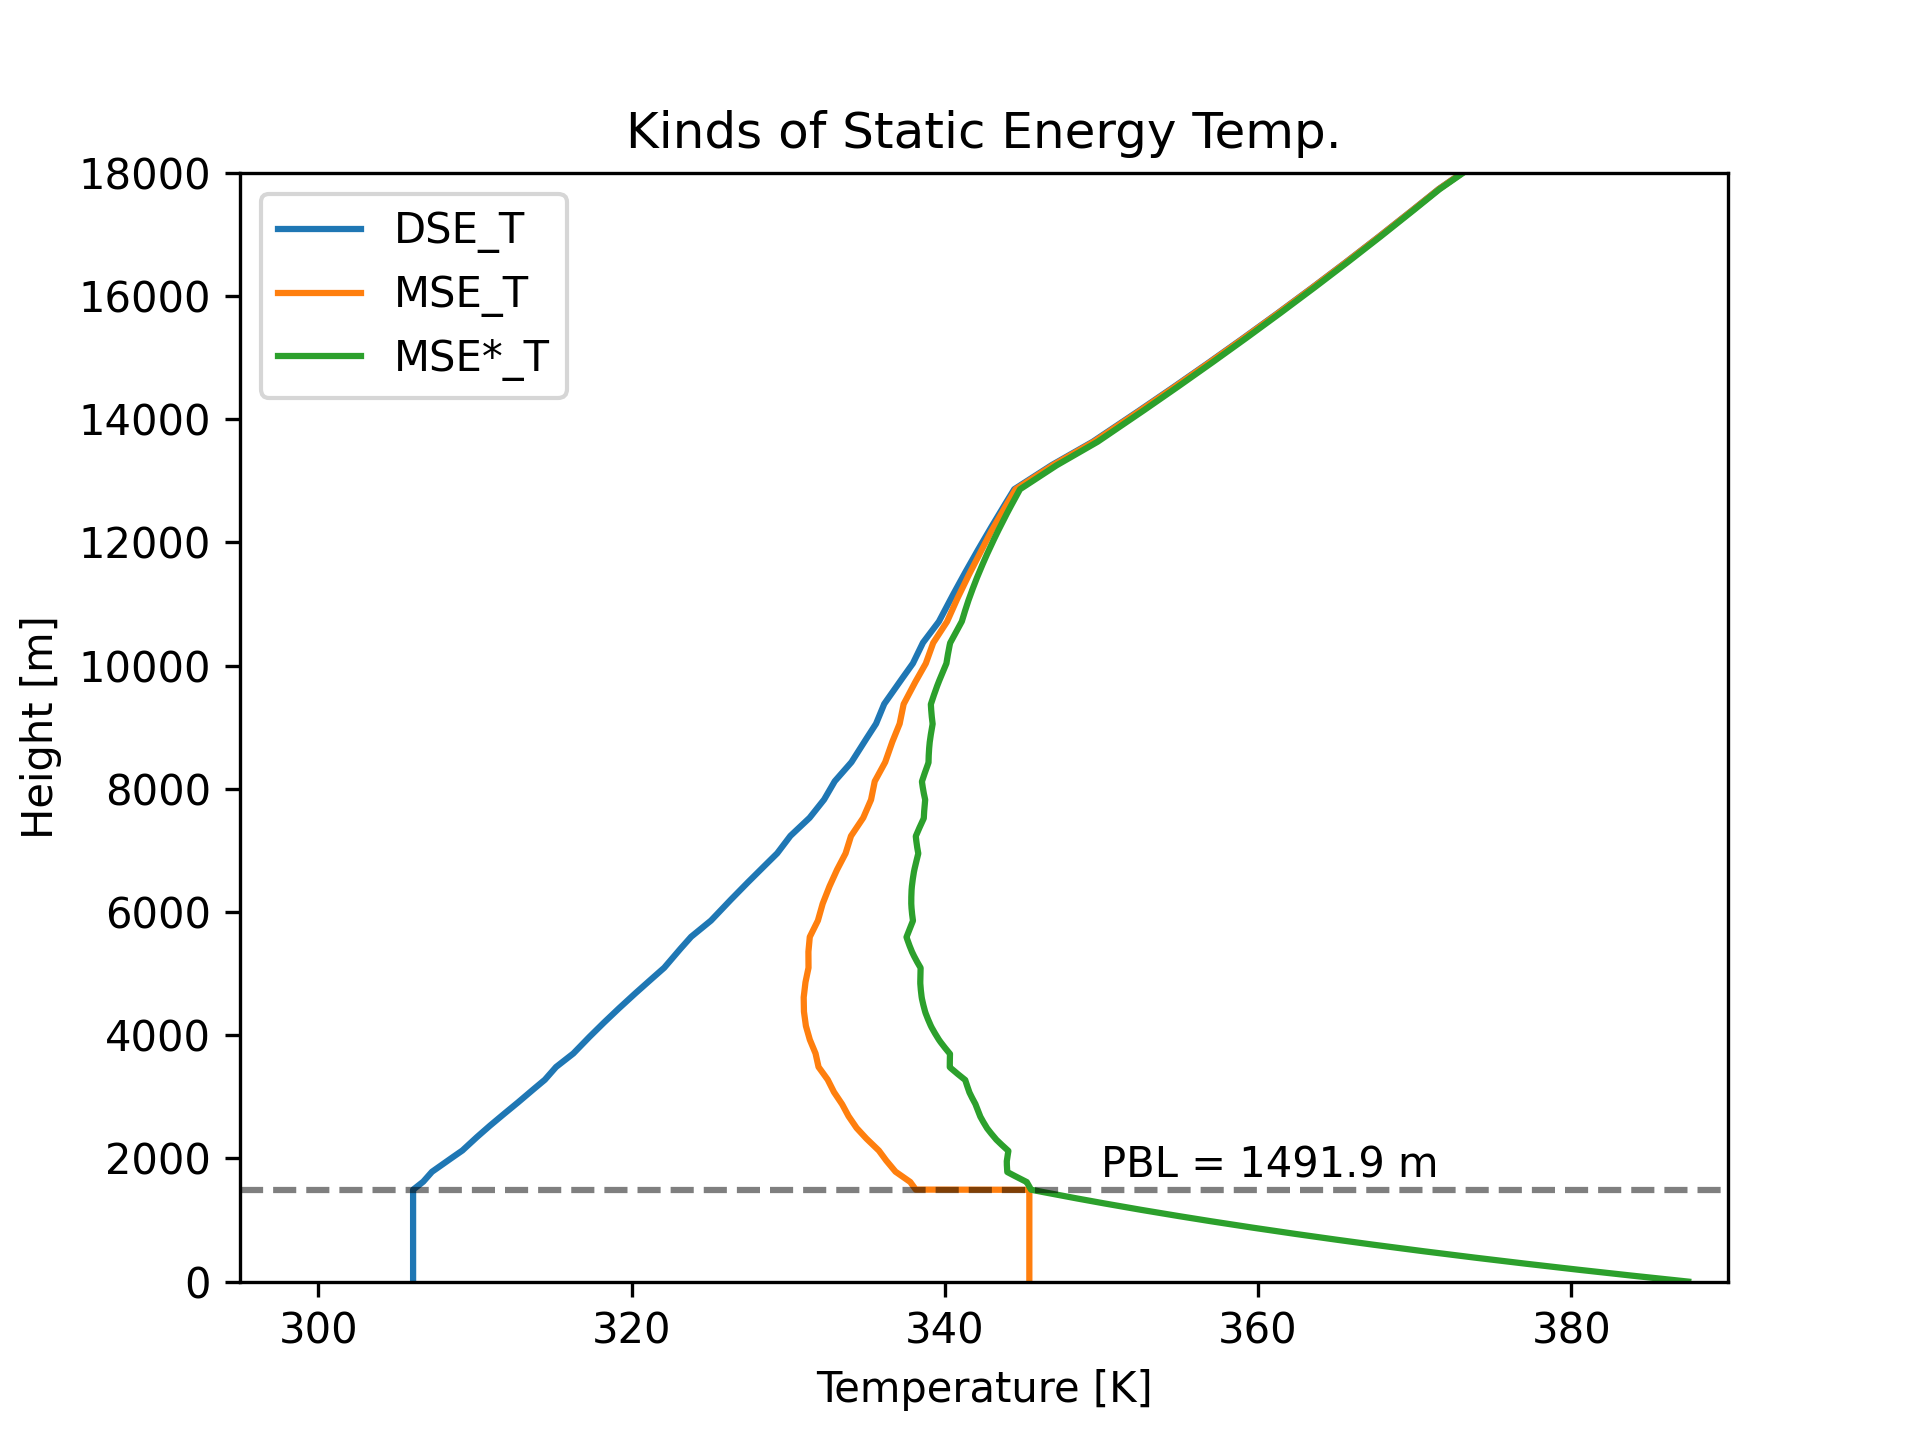 Kinds of Static Energy Temp.
18000
16000
14000
12000
10000
8000
6000
4000
2000
0
Height [m]
DSE_T
MSE_T
MSE*_T
PBL = 1491.9 m
300 320 340 360 380
Temperature [K]